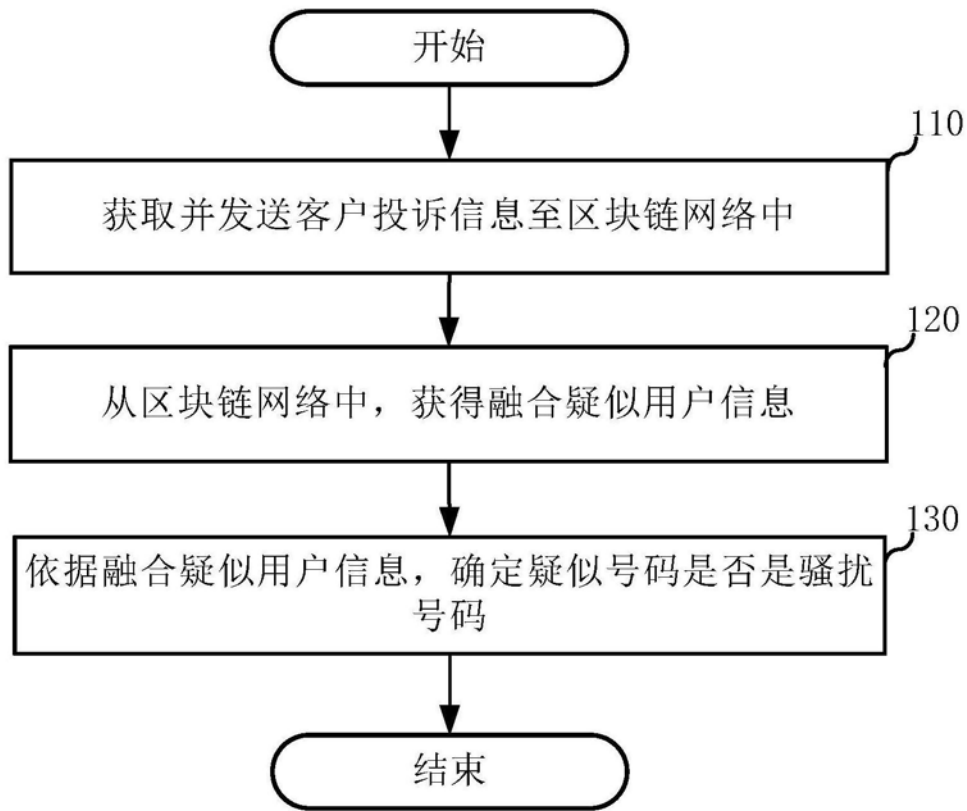 开始
110
获取并发送客户投诉信息至区块链网络中
120
从区块链网络中，获得融合疑似用户信息
130
依据融合疑似用户信息，确定疑似号码是否是骚扰
号码
结束